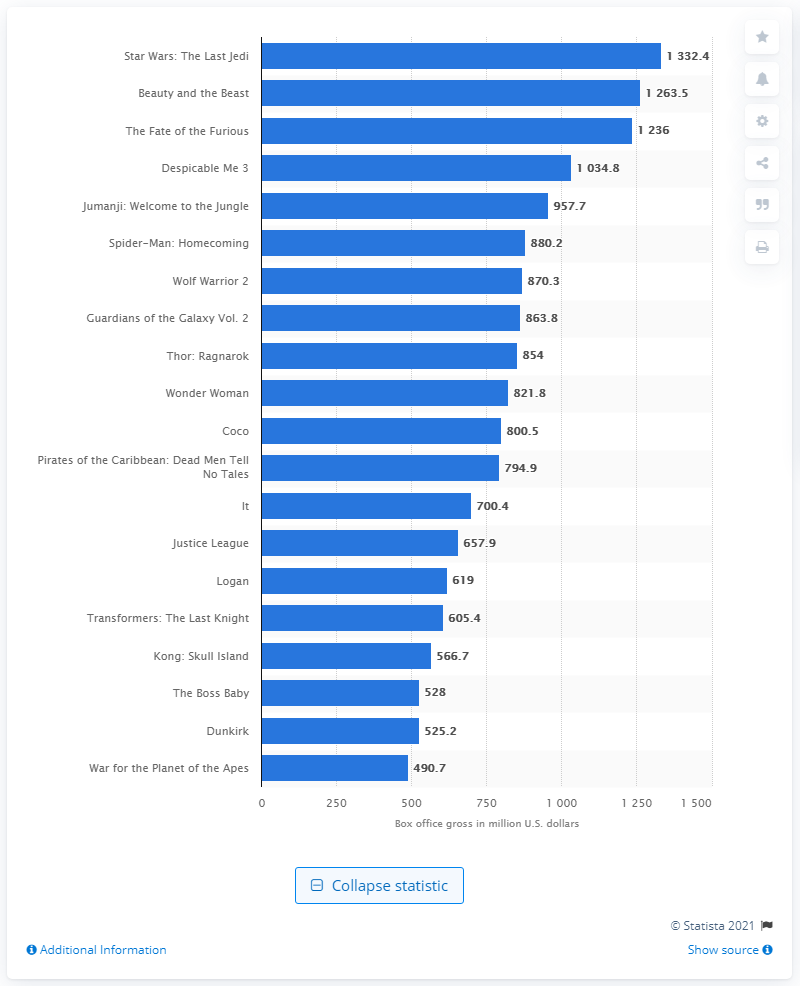 Star Wars: The Last Jedi 1 332.4
Beauty and the Beast 1 263.5
The Fate of the Furious 1 236
Despicable Me 3 1 034.8
Jumanji: Welcome to the Jungle 957.7
Spider-Man: Homecoming 880.2
Wolf Warrior 2 870.3
Guardians of the Galaxy Vol. 2 863.8
Thor: Ragnarok 854
Wonder Woman 821.8
Coco 800.5
Pirates of the Caribbean: Dead Men Tell
No Tales 794.9
It 700.4
Justice League 657.9
Logan 619
Transformers: The Last Knight 605.4
Kong: Skull Island 566.7
The Boss Baby 528
Dunkirk 525.2
War for the Planet of the Apes 490.7
0 250 500 750 1 000 1 250 1 500
Box office gross in million U.S. dollars
Collapse statistic
© Statista 2021
Additional Information Show source